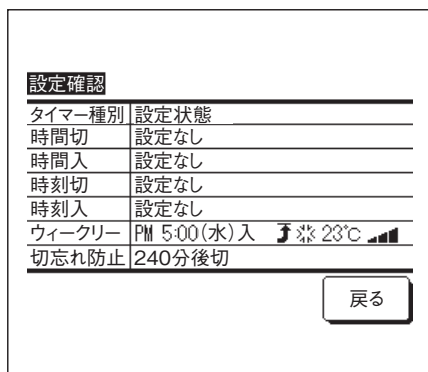 設定確認
タイマー種別 設定状態
時間切 設定なし
時間入 設定なし
時刻切 設定なし
時刻入 設定なし
ウィークリー PM 5:00(水)入 23℃
切忘れ防止 240分後切
戻る